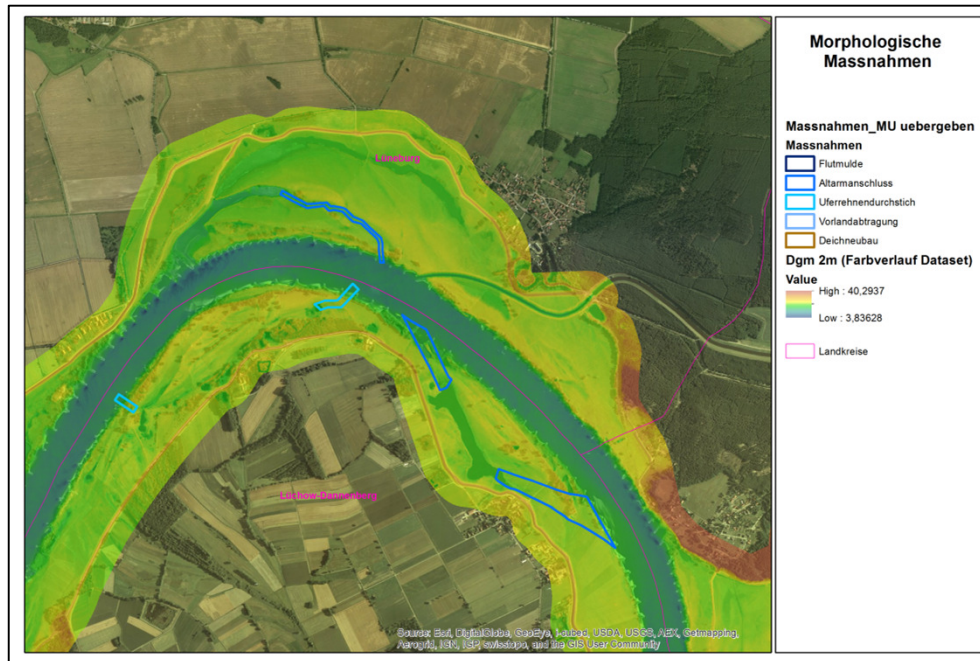 Morphologische
Massnahmen
Massnahmen_MU uebergeben
Massnahmen
Flutmulde
Altarmanschluss
Uferrehnendurchstich
Vorlandabtragung
Deichneubau
Dgm 2m (Farbverlauf Dataset)
Value
High : 40,2937
Low : 3,83628
Landkreise
Lüneburg
Lüchow-Dannenberg
Source: Esri, DigitalGlobe, GeoEye, i-cubed, USDA, USGS, AEX, Getmapping,
Aerogrid, IGN, IGP, swisstopo, and the GIS User Community